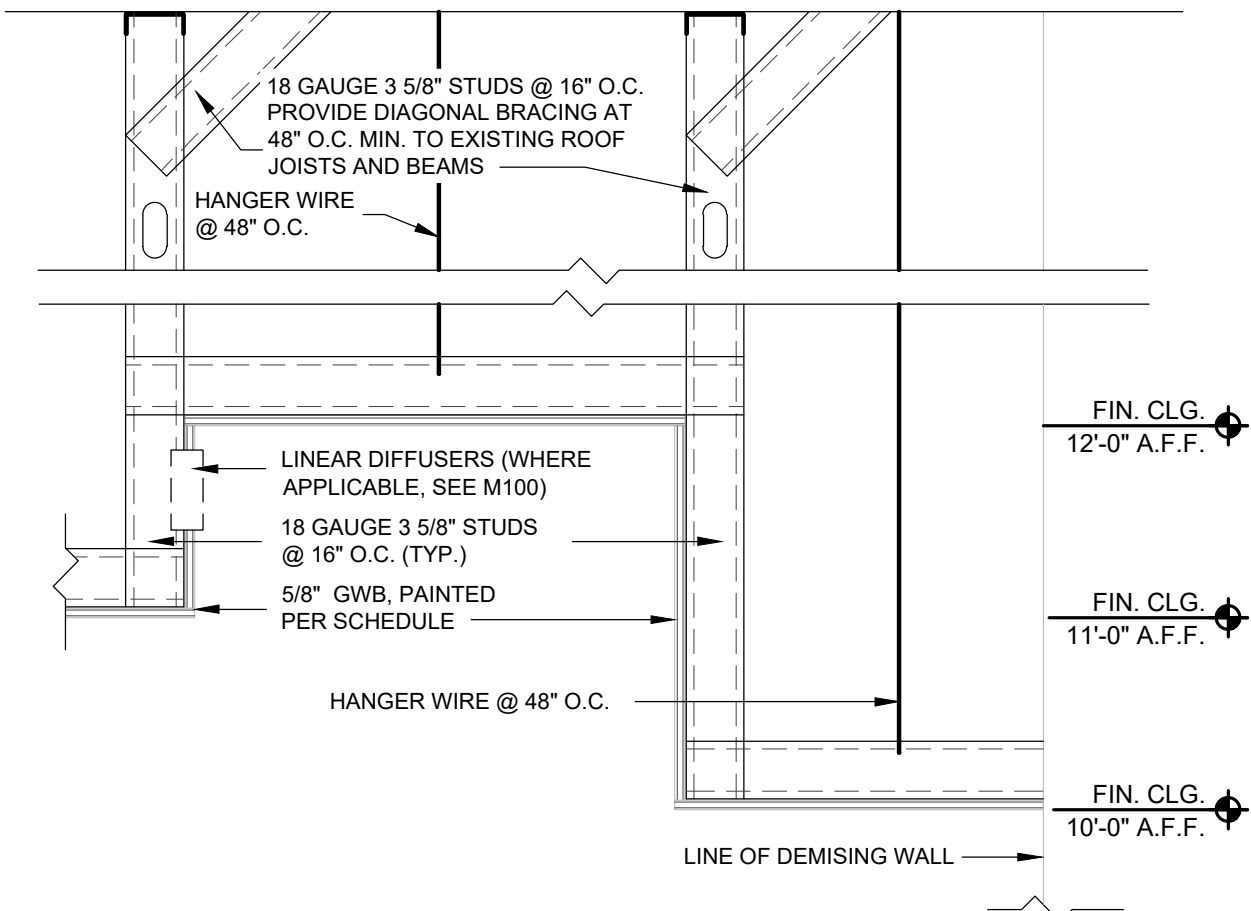 18 GAUGE 3 5/8" STUDS @ 16" O.C.
PROVIDE DIAGONAL BRACING AT
48" O.C. MIN. TO EXISTING ROOF
JOISTS AND BEAMS
HANGER WIRE
@ 48" O.C.
FIN. CLG.
12'-0" A.F.F.
LINEAR DIFFUSERS (WHERE
APPLICABLE, SEE M100)
18 GAUGE 3 5/8" STUDS
@ 16" O.C. (TYP.)
5/8" GWB, PAINTED
PER SCHEDULE
FIN. CLG.
11'-0" A.F.F.
HANGER WIRE @ 48" O.C.
FIN. CLG.
10'-0" A.F.F.
LINE OF DEMISING WALL